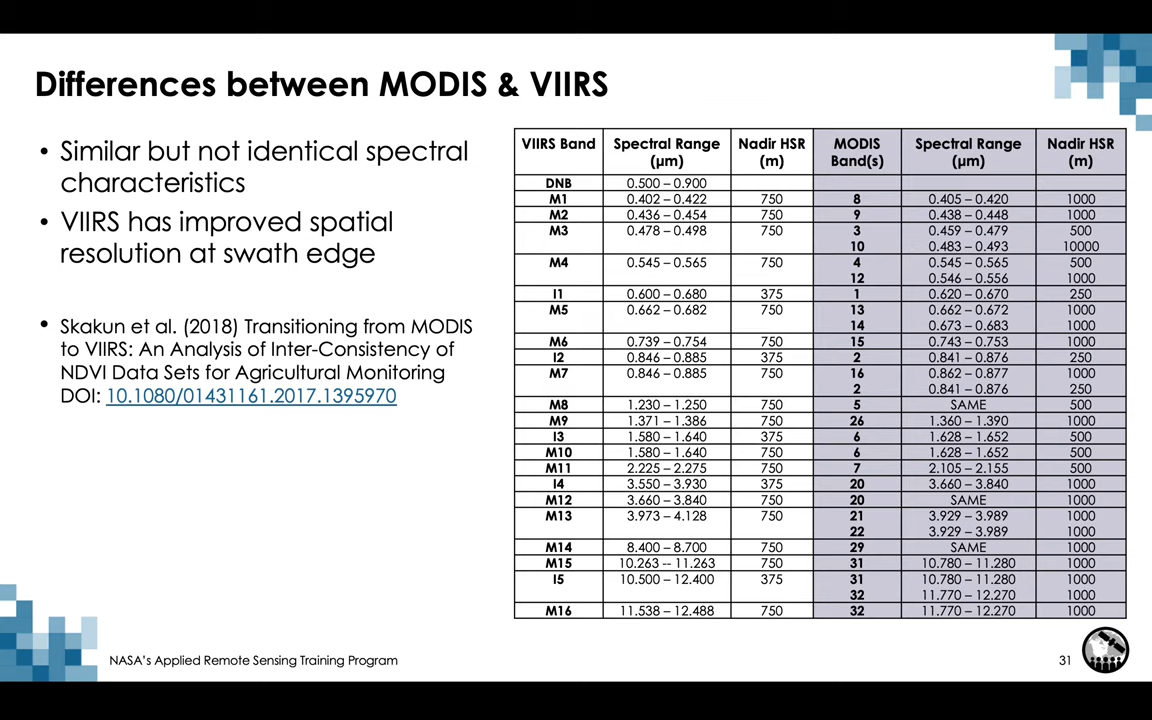 Differences between MODIS & VIIRS
• Similar but not identical spectral
characteristics
• VIIRS has improved spatial
resolution at swath edge
• Skakun et al. (2018) Transitioning from MODIS
to VIIRS: An Analysis of Inter-Consistency of
NDVI Data Sets for Agricultural Monitoring
DOI: 10.1080/01431161.2017.1395970
VIIRS Band Spectral Range Nadir HSR MODIS Spectral Range Nadir HSR
(µm) (m) Band(s) (µm) (m)
DNB 0.500 – 0.900
M1 0.402 – 0.422 750 8 0.405 – 0.420 1000
M2 0.436 – 0.454 750 9 0.438 – 0.448 1000
M3 0.478 – 0.498 750 3 0.459 – 0.479 500
10 0.483 – 0.493 10000
M4 0.545 – 0.565 750 4 0.545 – 0.565 500
12 0.546 – 0.556 1000
I1 0.600 – 0.680 375 1 0.620 – 0.670 250
M5 0.662 – 0.682 750 13 0.662 – 0.672 1000
14 0.673 – 0.683 1000
M6 0.739 – 0.754 750 15 0.743 – 0.753 1000
I2 0.846 – 0.885 375 2 0.841 – 0.876 250
M7 0.846 – 0.885 750 16 0.862 – 0.877 1000
2 0.841 – 0.876 250
M8 1.230 – 1.250 750 5 SAME 500
M9 1.371 – 1.386 750 26 1.360 – 1.390 1000
I3 1.580 – 1.640 375 6 1.628 – 1.652 500
M10 1.580 – 1.640 750 6 1.628 – 1.652 500
M11 2.225 – 2.275 750 7 2.105 – 2.155 500
I4 3.550 – 3.930 375 20 3.660 – 3.840 1000
M12 3.660 – 3.840 750 20 SAME 1000
M13 3.973 – 4.128 750 21 3.929 – 3.989 1000
22 3.929 – 3.989 1000
M14 8.400 – 8.700 750 29 SAME 1000
M15 10.263 -- 11.263 750 31 10.780 – 11.280 1000
I5 10.500 – 12.400 375 31 10.780 – 11.280 1000
32 11.770 – 12.270 1000
M16 11.538 – 12.488 750 32 11.770 – 12.270 1000
NASA's Applied Remote Sensing Training Program
31